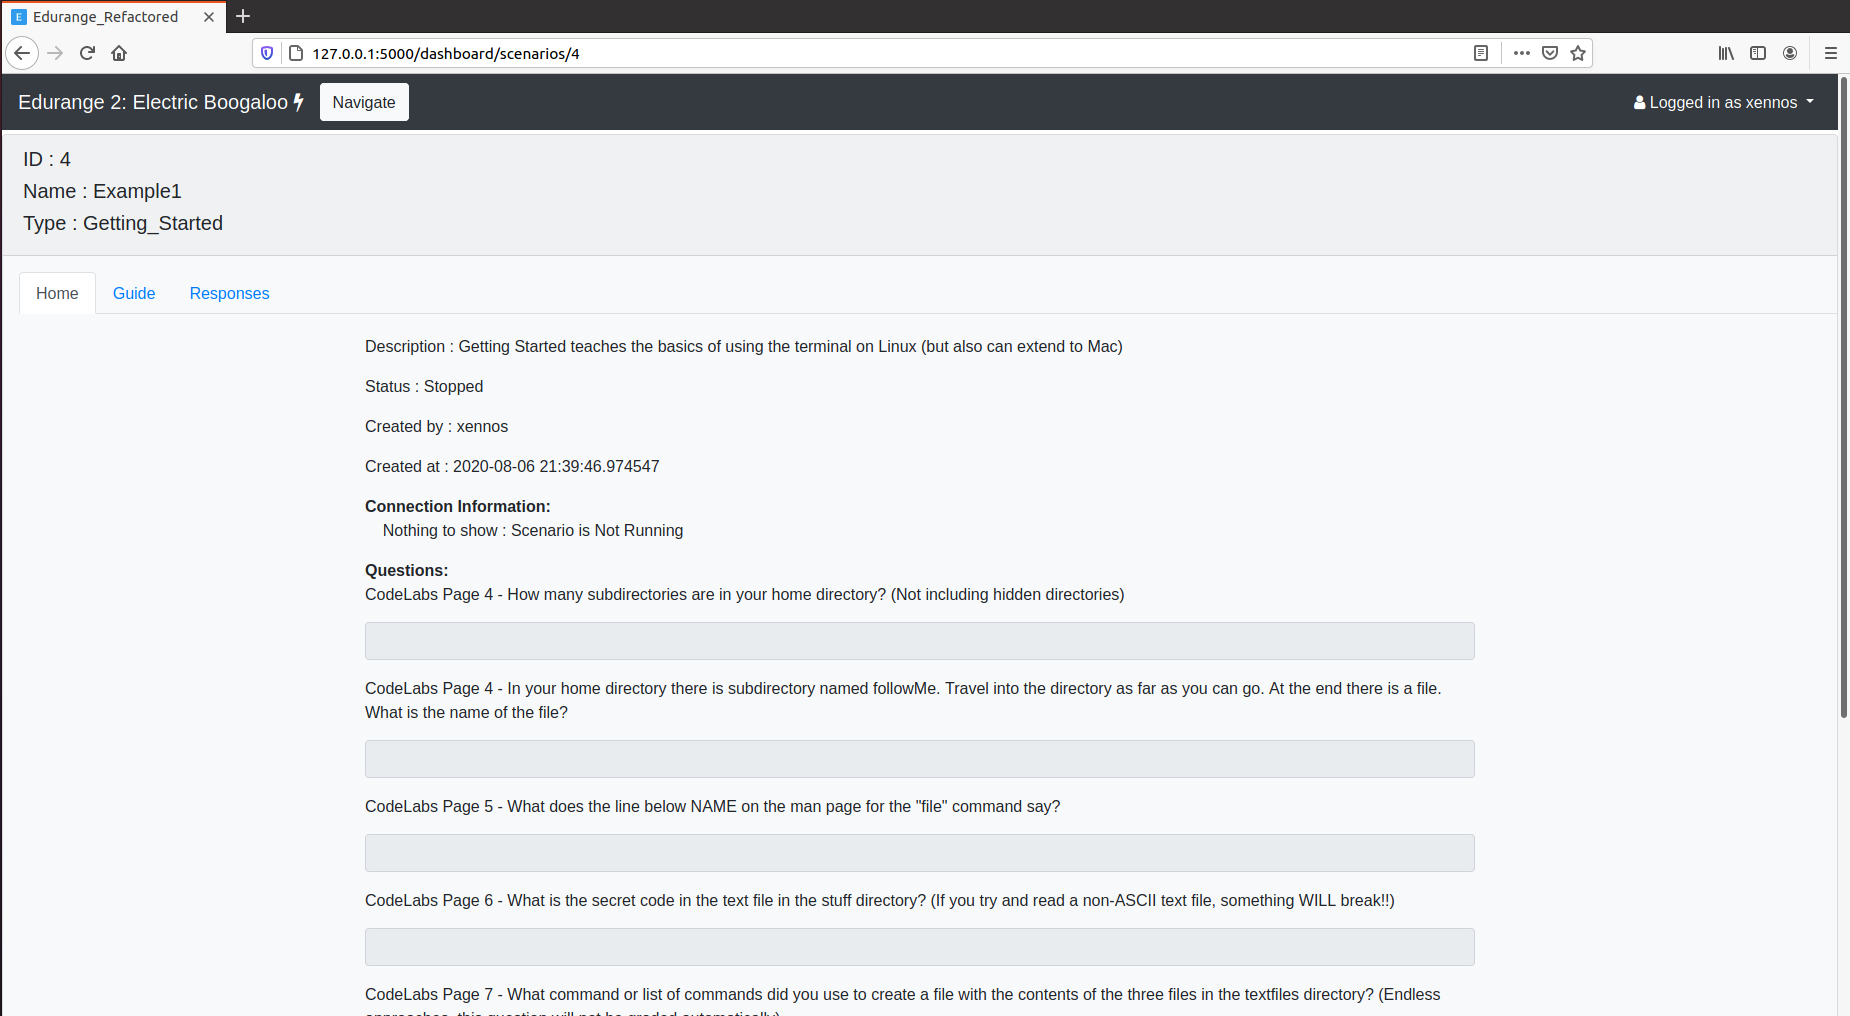 Edurange_Refactored
127.0.0.1:5000/dashboard/scenarios/4
Edurange 2: Electric Boogaloo
Navigate
Logged in as xennos
ID : 4
Name : Example1
Type : Getting_Started
Home
Guide
Responses
Description : Getting Started teaches the basics of using the terminal on Linux (but also can extend to Mac)
Status : Stopped
Created by : xennos
Created at : 2020-08-06 21:39:46.974547
Connection Information:
Nothing to show : Scenario is Not Running
Questions:
CodeLabs Page 4 - How many subdirectories are in your home directory? (Not including hidden directories)
CodeLabs Page 4 - In your home directory there is subdirectory named followMe. Travel into the directory as far as you can go. At the end there is a file.
What is the name of the file?
CodeLabs Page 5 - What does the line below NAME on the man page for the "file" command say?
CodeLabs Page 6 - What is the secret code in the text file in the stuff directory? (If you try and read a non-ASCII text file, something WILL break!!)
CodeLabs Page 7 - What command or list of commands did you use to create a file with the contents of the three files in the textfiles directory? (Endless
approaches, this question will not be graded automatically)